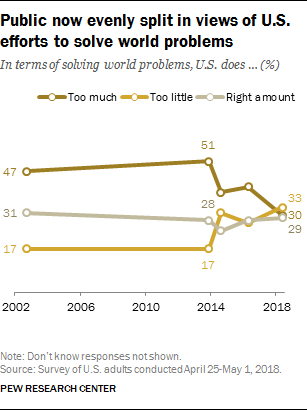 Public now evenly split in views of U.S.
efforts to solve world problems
In terms of solving world problems, U.S. does ... (%)
Too much Too little Right amount
51
47
33
31
28
30
29
17
17
2002 2006 2010 2014 2018
Note: Don't know responses not shown.
Source: Survey of U.S. adults conducted April 25-May 1, 2018.
PEW RESEARCH CENTER